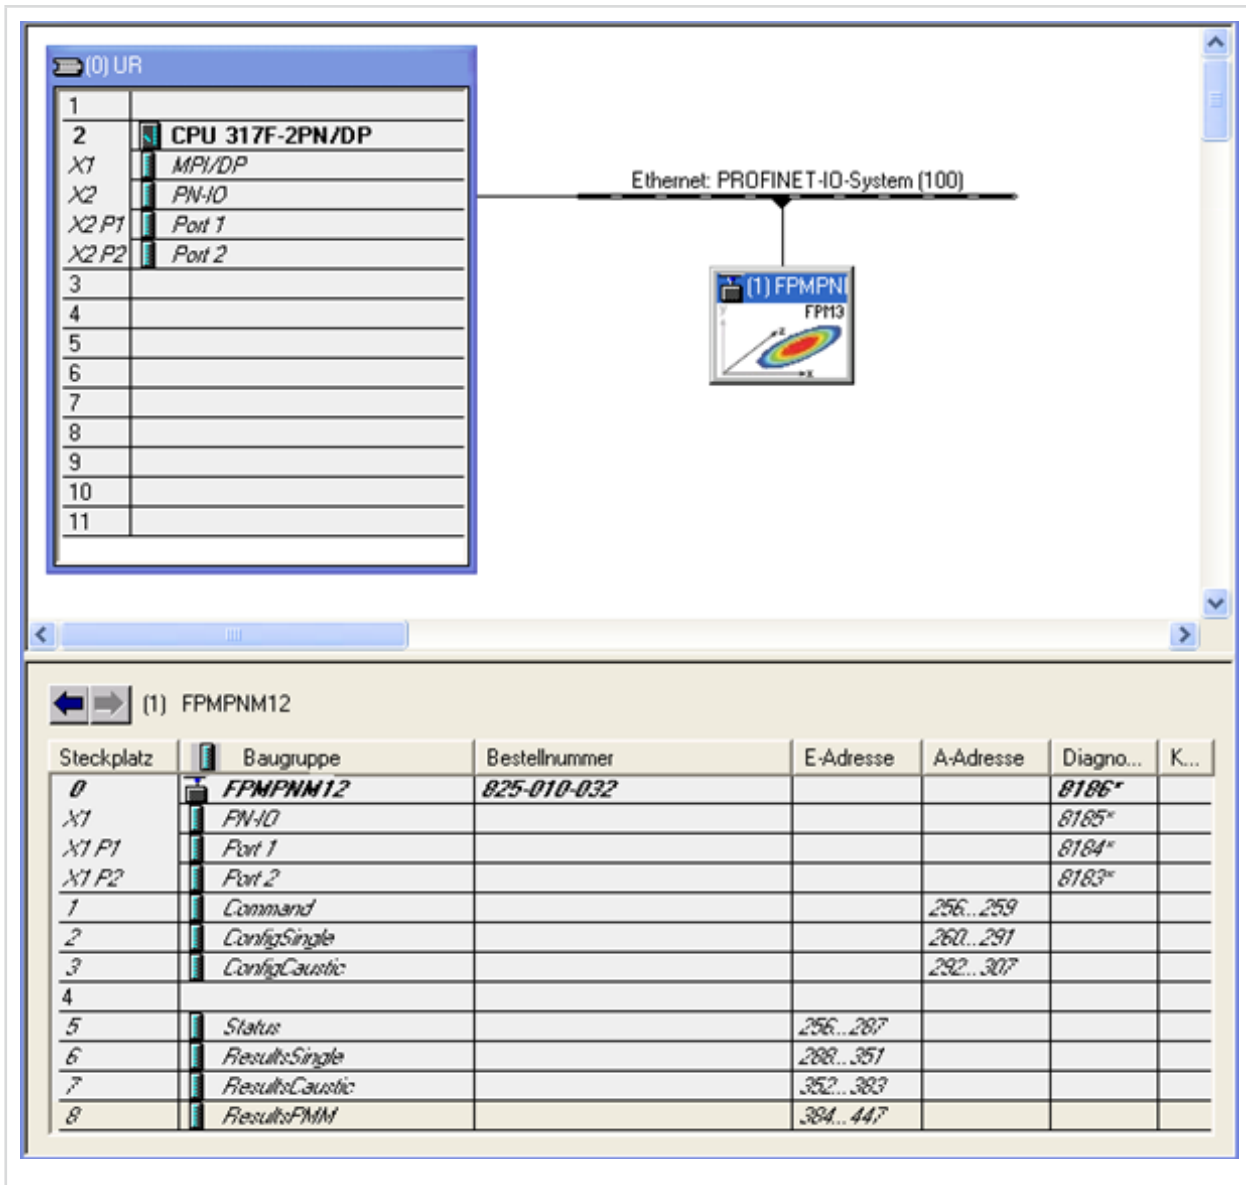 (0) UR
1
2 CPU 317F-2PN/DP
X1 MPI/DP
X2 PN-IO
X2 P1 Port 1
X2 P2 Port 2
3
4
5
6
7
8
9
10
11
Ethernet: PROFINET-IO-System (100)
(1) FPMPN
FPM3
y
z
x
(1) FPMPNM12
Steckplatz Baugruppe Bestellnummer E-Adresse A-Adresse Diagno... K...
0 FPMPNM12 825-010-032 8186*
X1 PN-IO 8185*
X1 P1 Port 1 8184*
X1 P2 Port 2 8183*
1 Command 256...259
2 ConfigSingle 260...291
3 ConfigCaustic 292...307
4
5 Status 256...287
6 ResultsSingle 288...351
7 ResultsCaustic 352...383
8 ResultsPMM 384...447